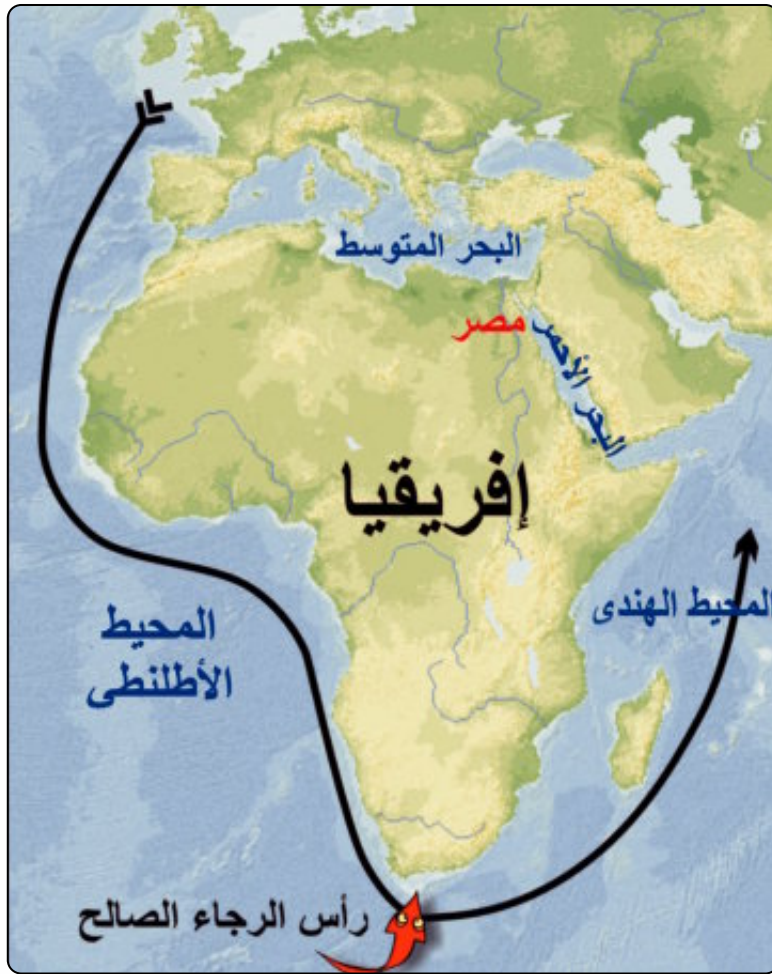 البحر المتوسط
مصر
البحر الأحمر
إفريقيا
المحيط الهندى
المحيط
الأطلنطى
رأس الرجاء الصالح